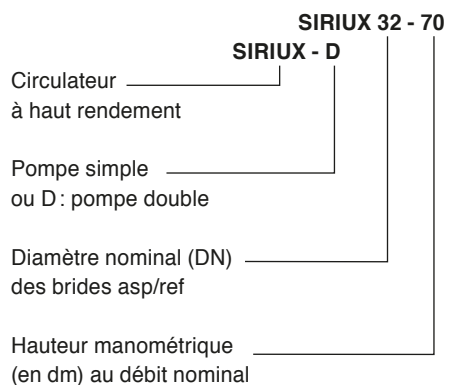 SIRIUX 32 - 70
SIRIUX - D
Circulateur
à haut rendement
Pompe simple
ou D : pompe double
Diamètre nominal (DN)
des brides asp/ref
Hauteur manométrique
(en dm) au débit nominal